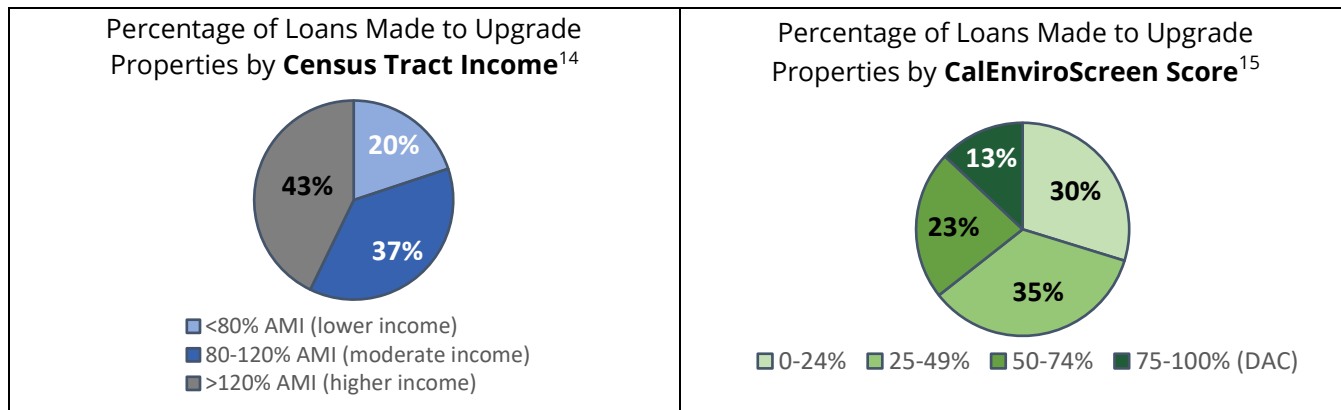 Percentage of Loans Made to Upgrade
Properties by Census Tract Income14
20%
43%
37%
<80% AMI (lower income)
80-120% AMI (moderate income)
>120% AMI (higher income)
Percentage of Loans Made to Upgrade
Properties by CalEnviroScreen Score15
13%
30%
23%
35%
0-24% 25-49% 50-74% 75-100% (DAC)